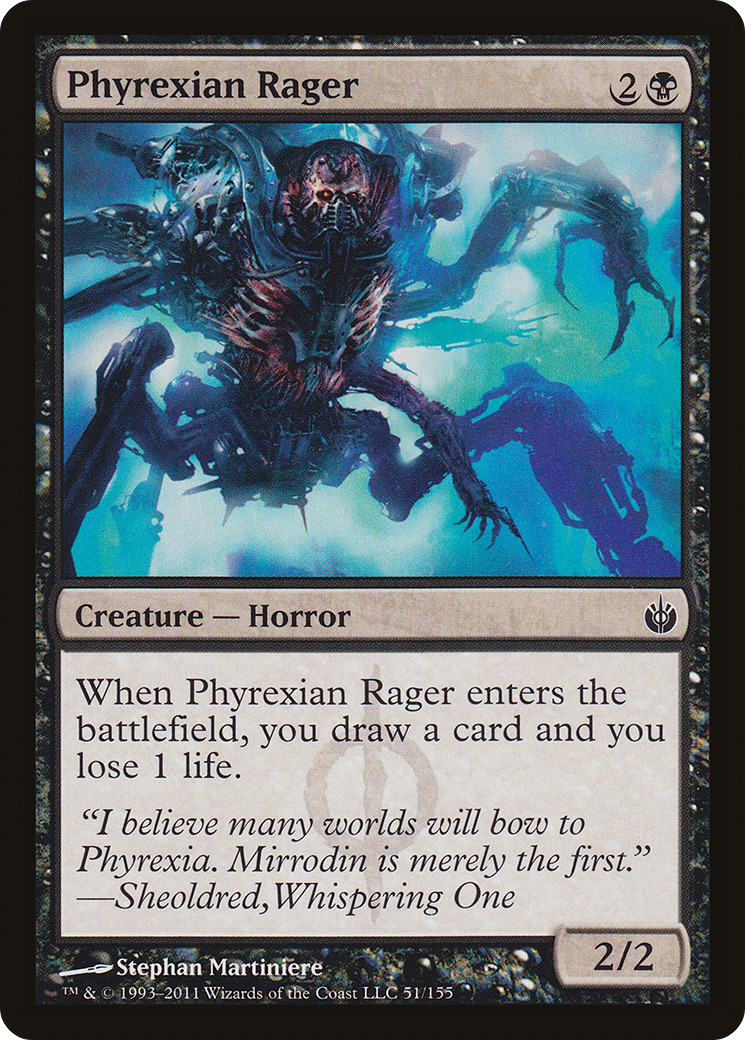 Phyrexian Rager 2
Creature — Horror
When Phyrexian Rager enters the
battlefield, you draw a card and you
lose 1 life.
“I believe many worlds will bow to
Phyrexia. Mirrodin is merely the first.”
—Sheoldred, Whispering One
2/2
Stephan Martiniere
™ & © 1993–2011 Wizards of the Coast LLC 51/155